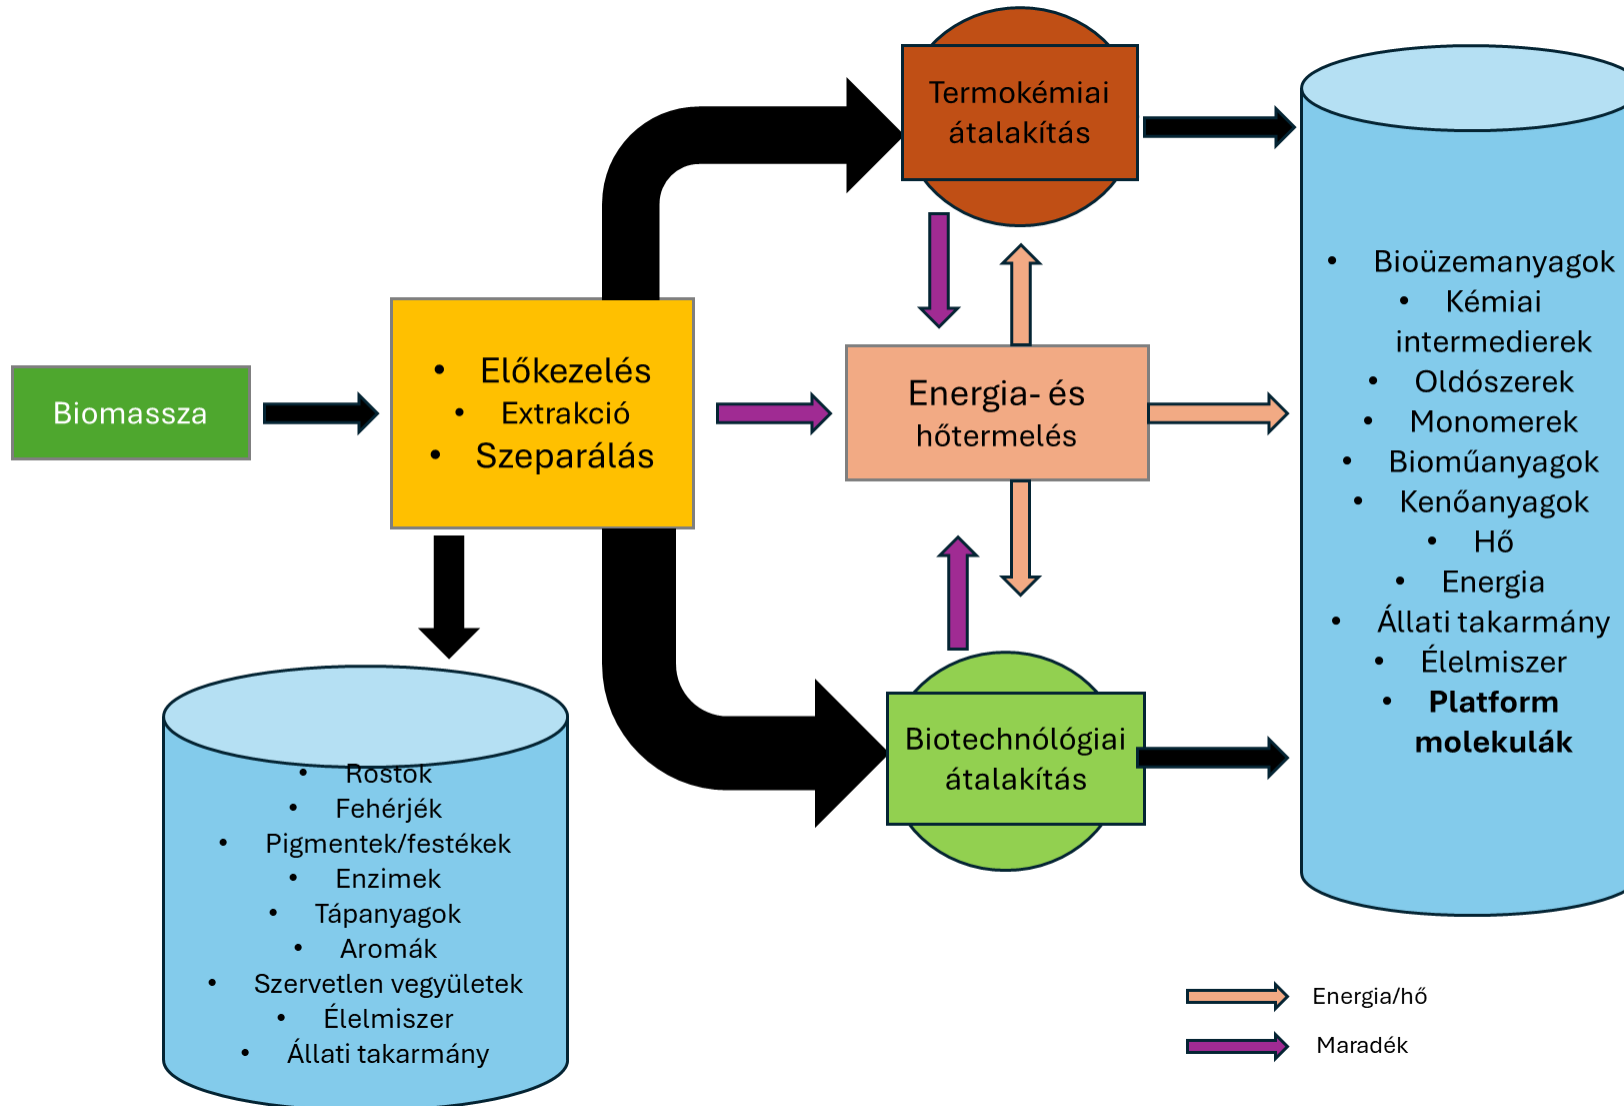 Biomassza
• Előkezelés
• Extrakció
• Szeparálás
Termokémiai
átalakítás
Energia- és
hőtermelés
Biotechnólógiai
átalakítás
• Rostok
• Fehérjék
• Pigmentek/festékek
• Enzimek
• Tápanyagok
• Aromák
• Szervetlen vegyületek
• Élelmiszer
• Állati takarmány
• Bioüzemanyagok
• Kémiai
intermedierek
• Oldószerek
• Monomerek
• Bioműanyagok
• Kenőanyagok
• Hő
• Energia
• Állati takarmány
• Élelmiszer
• Platform
molekulák
Energia/hő
Maradék